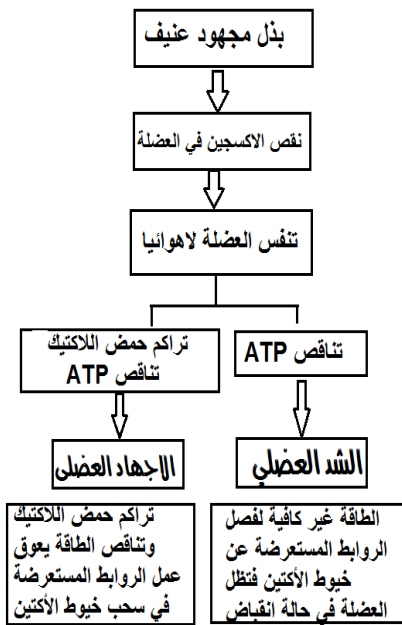 بذل مجهود عنيف
نقص الاكسجين في العضلة
تنفس العضلة لاهوائيا
تناقص ATP
تراكم حمض اللاكتيك
تناقص ATP
الشد العضلي
الاجهاد العضلى
الطاقة غير كافية لفصل
الروابط المستعرضة عن
خيوط الأكتين فتظل
العضلة في حالة انقباض
تراكم حمض اللاكتيك
وتناقص الطاقة يعوق
عمل الروابط المستعرضة
في سحب خيوط الأكتين